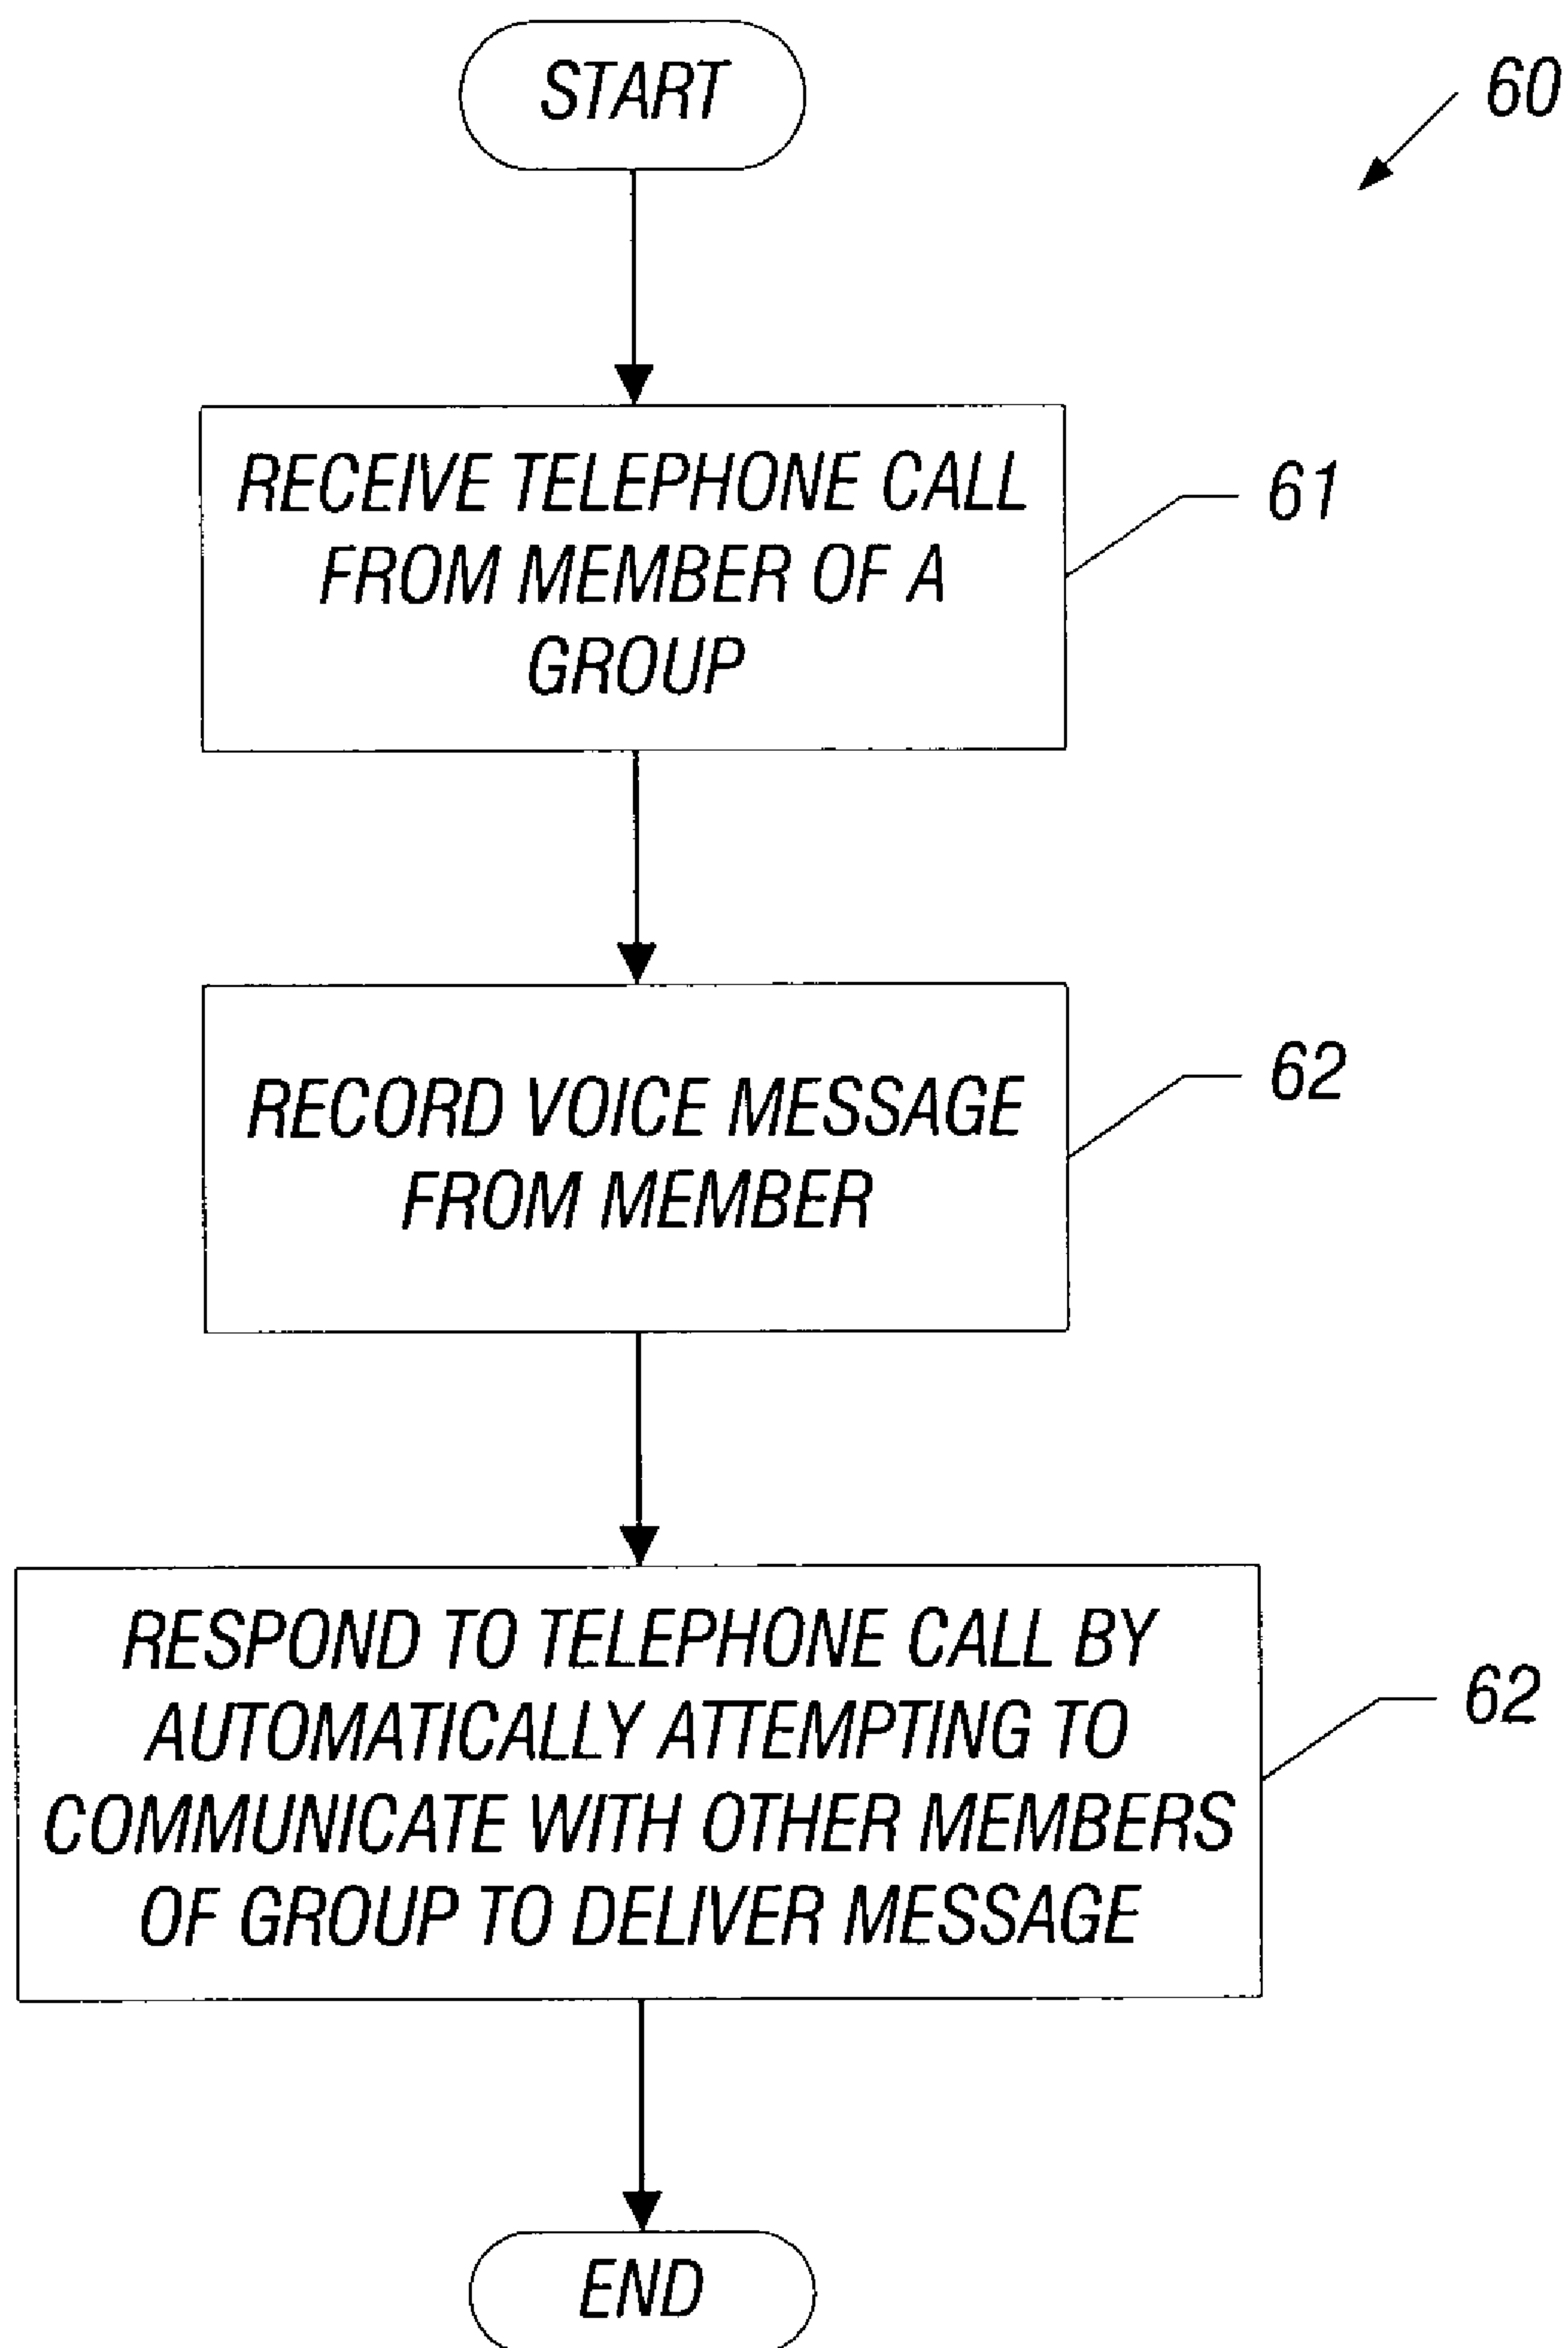 START
60
RECEIVE TELEPHONE CALL
FROM MEMBER OF A
GROUP
61
RECORD VOICE MESSAGE
FROM MEMBER
62
RESPOND TO TELEPHONE CALL BY
AUTOMATICALLY ATTEMPTING TO
COMMUNICATE WITH OTHER MEMBERS
OF GROUP TO DELIVER MESSAGE
62
END